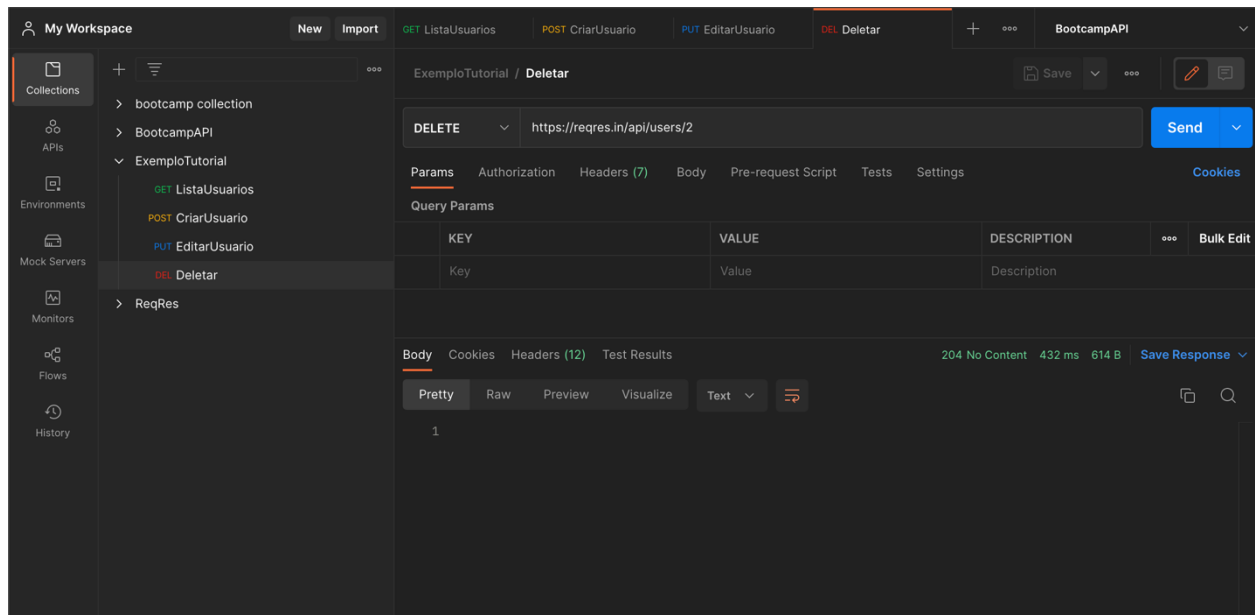 My Workspace New Import GET ListaUsuarios POST CriarUsuario PUT EditarUsuario DEL Deletar BootcampAPI
Collections
APIs
Environments
Mock Servers
Monitors
Flows
History
bootcamp collection
BootcampAPI
ExemploTutorial
GET ListaUsuarios
POST CriarUsuario
PUT EditarUsuario
DEL Deletar
ReqRes
ExemploTutorial / Deletar Save
DELETE https://reqres.in/api/users/2 Send
Params Authorization Headers (7) Body Pre-request Script Tests Settings Cookies
Query Params
KEY VALUE DESCRIPTION Bulk Edit
Key Value Description
Body Cookies Headers (12) Test Results 204 No Content 432 ms 614 B Save Response
Pretty Raw Preview Visualize Text
1